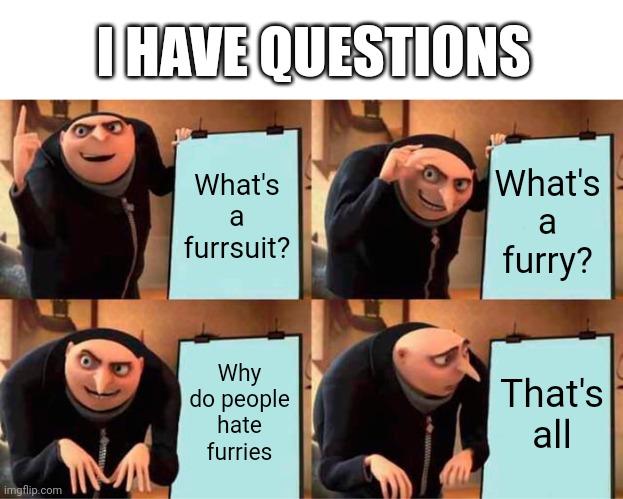 I HAVE QUESTIONS
What's
a
furrsuit?
What's
a
furry?
Why
do people
hate
furries
That's
all
imgflip.com